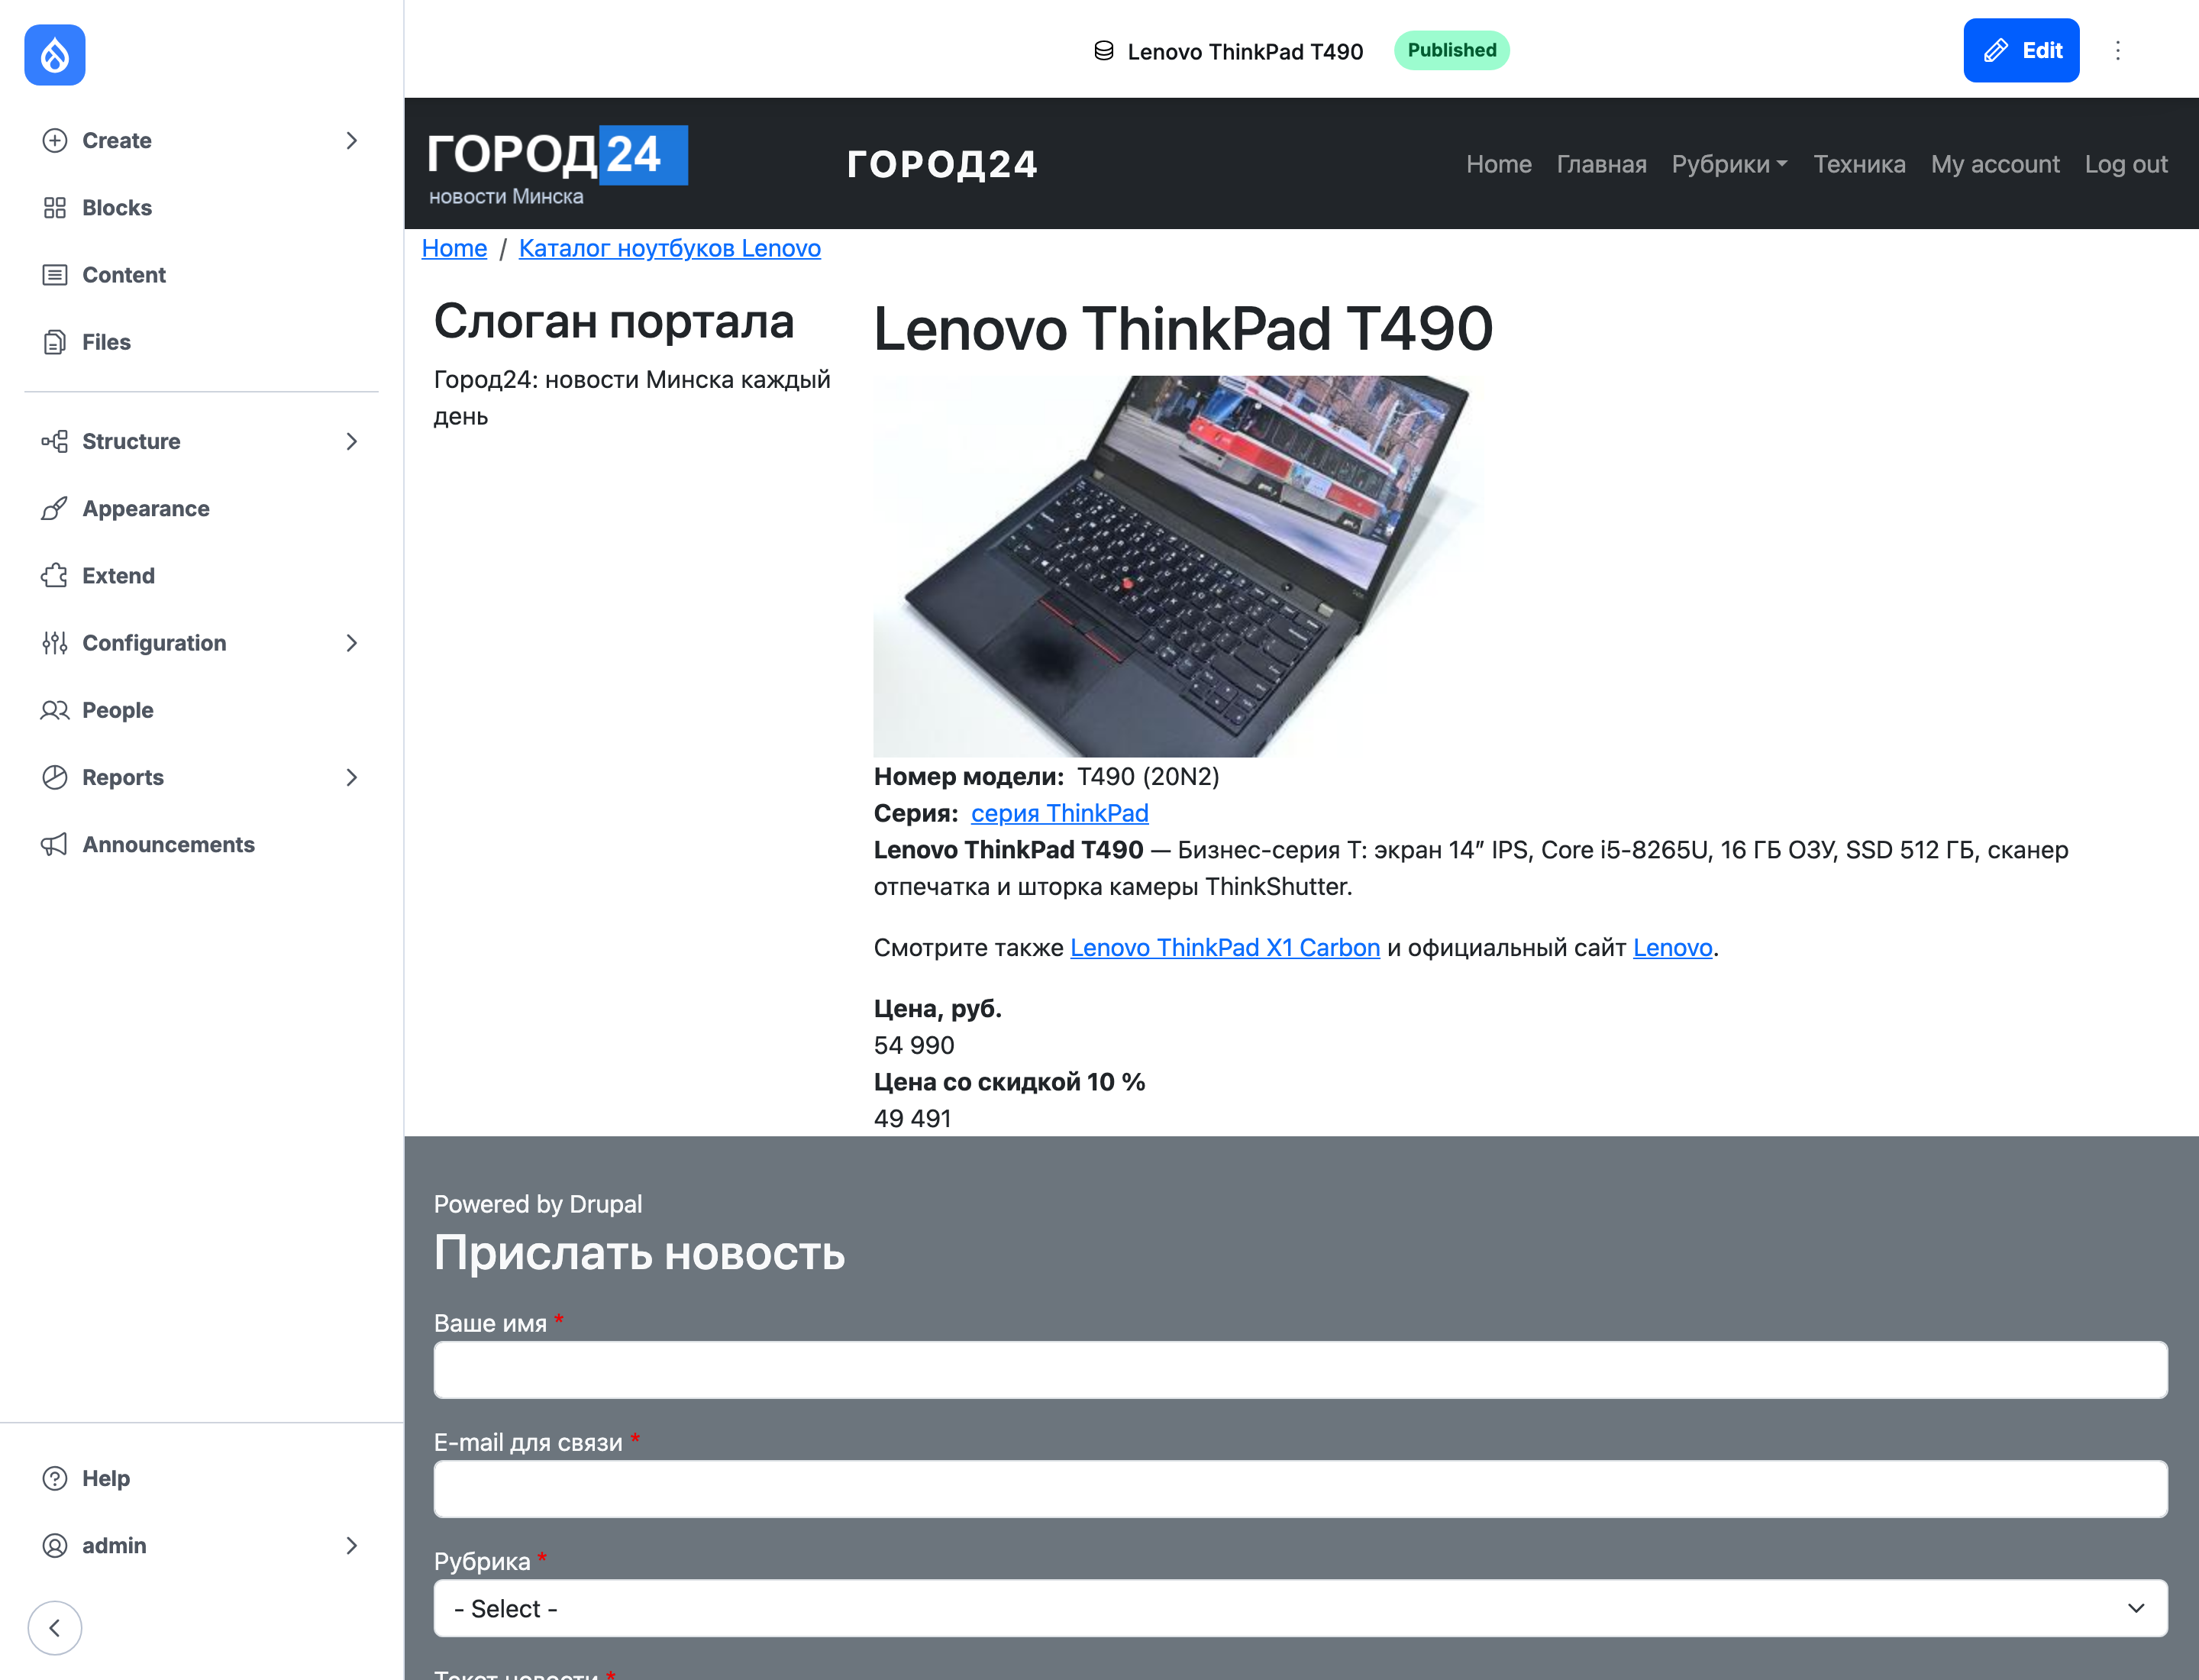 Lenovo ThinkPad T490
Published
Edit
Create
Blocks
Content
Files
Structure
Appearance
Extend
Configuration
People
Reports
Announcements
Help
admin
ГОРОД 24
новости Минска
ГОРОД24
Home Главная Рубрики Техника My account Log out
Home / Каталог ноутбуков Lenovo
Слоган портала
Город24: новости Минска каждый
день
Lenovo ThinkPad T490
Номер модели: T490 (20N2)
Серия: серия ThinkPad
Lenovo ThinkPad T490 — Бизнес-серия T: экран 14″ IPS, Core i5-8265U, 16 ГБ ОЗУ, SSD 512 ГБ, сканер
отпечатка и шторка камеры ThinkShutter.
Смотрите также Lenovo ThinkPad X1 Carbon и официальный сайт Lenovo.
Цена, руб.
54 990
Цена со скидкой 10 %
49 491
Powered by Drupal
Прислать новость
Ваше имя *
E-mail для связи *
Рубрика *
- Select -
Текст новости *